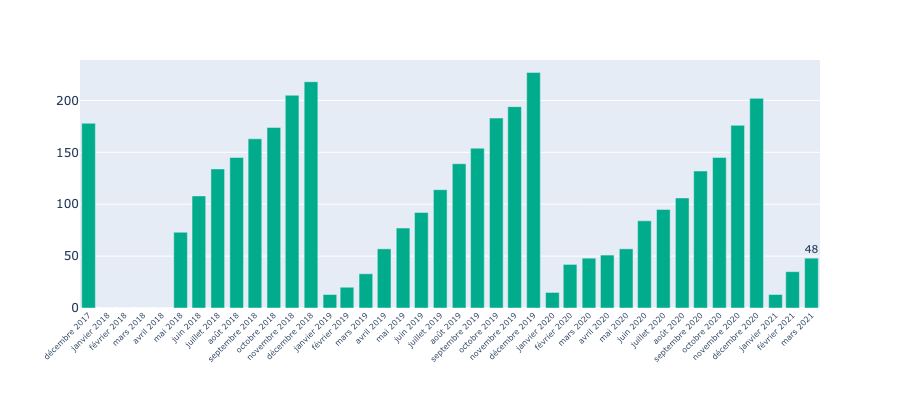 200
150
100
50
0
48
décembre 2017
janvier 2018
février 2018
mars 2018
avril 2018
mai 2018
juin 2018
juillet 2018
août 2018
septembre 2018
octobre 2018
novembre 2018
décembre 2018
janvier 2019
février 2019
mars 2019
avril 2019
mai 2019
juin 2019
juillet 2019
août 2019
septembre 2019
octobre 2019
novembre 2019
décembre 2019
janvier 2020
février 2020
mars 2020
avril 2020
mai 2020
juin 2020
juillet 2020
août 2020
septembre 2020
octobre 2020
novembre 2020
décembre 2020
janvier 2021
février 2021
mars 2021